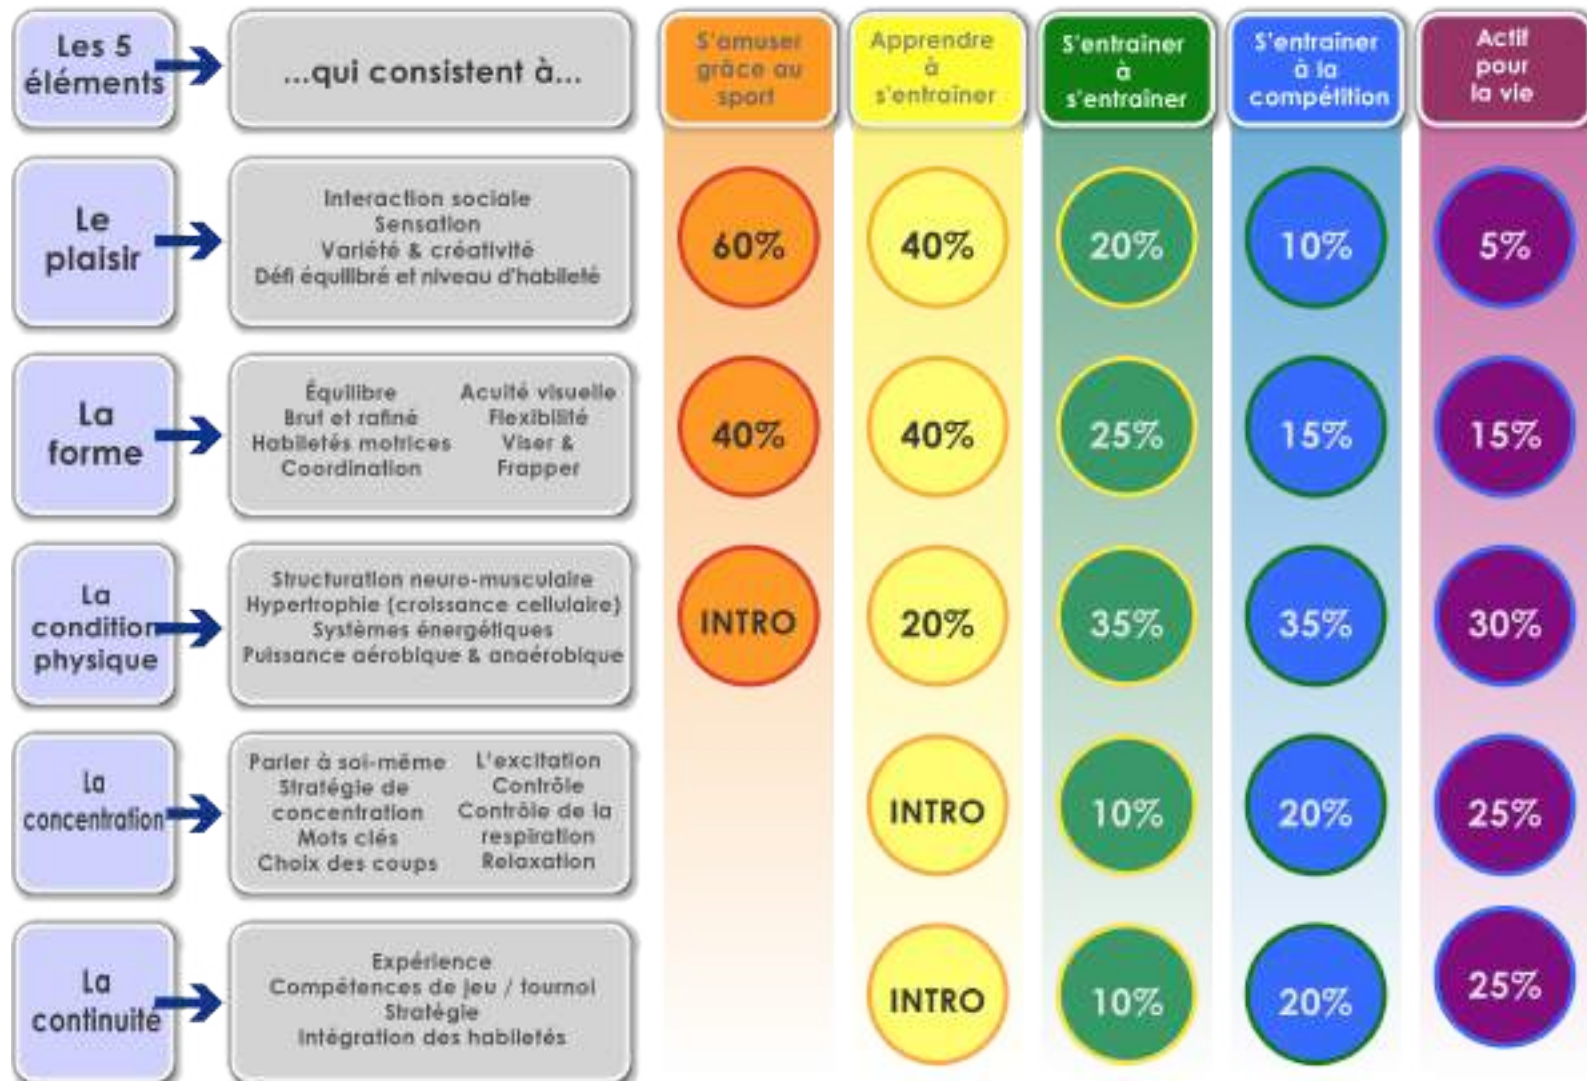 Les 5
éléments
...qui consistent à...
S'amuser
grâce au
sport
Apprendre
à
s'entraîner
S'entraîner
à
s'entraîner
S'entraîner
à la
compétition
Actif
pour
la vie
Le
plaisir
Interaction sociale
Sensation
Variété & créativité
Défi équilibré et niveau d'habileté
60%
40%
20%
10%
5%
La
forme
Équilibre
Brut et rafiné
Habiletés motrices
Coordination
Acuité visuelle
Flexibilité
Viser &
Frapper
40%
40%
25%
15%
15%
La
condition
physique
Structuration neuro-musculaire
Hypertrophie (croissance cellulaire)
Systèmes énergétiques
Puissance aérobique & anaérobique
INTRO
20%
35%
35%
30%
La
concentration
Parler à soi-même
Stratégie de
concentration
Mots clés
Choix des coups
L'excitation
Contrôle
Contrôle de la
respiration
Relaxation
INTRO
10%
20%
25%
La
continuité
Expérience
Compétences de jeu / tournoi
Stratégie
Intégration des habiletés
INTRO
10%
20%
25%